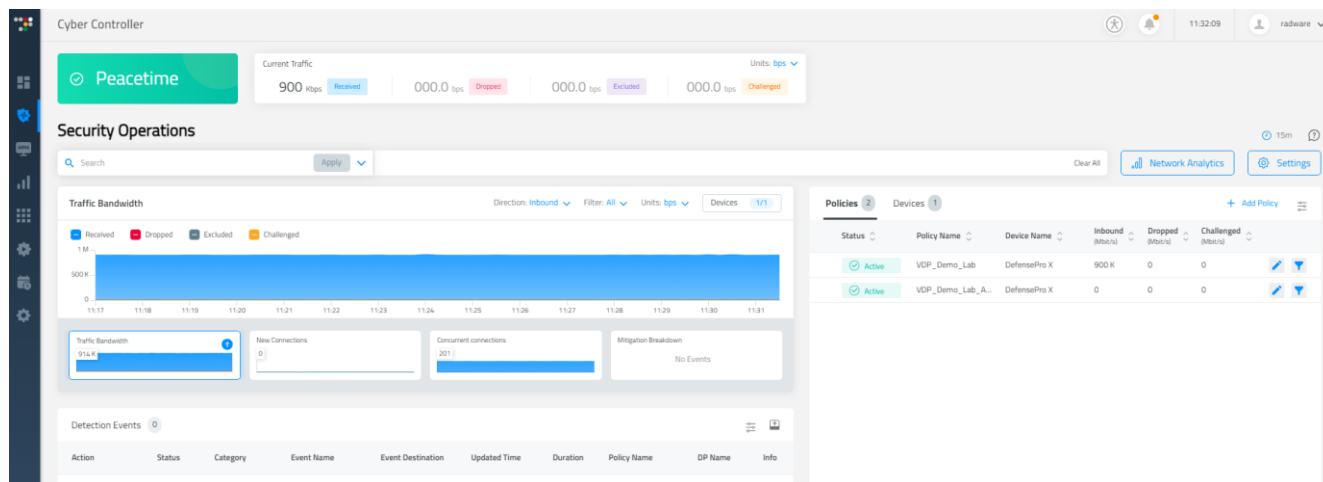 Cyber Controller
11:32:09
radware
Peacetime
Current Traffic
Units: bps
900 Kbps Received
000.0 bps Dropped
000.0 bps Excluded
000.0 bps Challenged
Security Operations
15m
Search
Apply
Clear All
Network Analytics
Settings
Traffic Bandwidth
Direction: Inbound
Filter: All
Units: bps
Devices 1/1
Received Dropped Excluded Challenged
1 M
500 K
0
11:17 11:18 11:19 11:20 11:21 11:22 11:23 11:24 11:25 11:26 11:27 11:28 11:29 11:30 11:31
Traffic Bandwidth
914 K
New Connections
0
Concurrent connections
201
Mitigation Breakdown
No Events
Detection Events 0
Action Status Category Event Name Event Destination Updated Time Duration Policy Name DP Name Info
Policies 2 Devices 1
+ Add Policy
Status Policy Name Device Name Inbound (Mbit/s) Dropped (Mbit/s) Challenged (Mbit/s)
Active VDP_Demo_Lab DefensePro X 900 K 0 0
Active VDP_Demo_Lab_A... DefensePro X 0 0 0